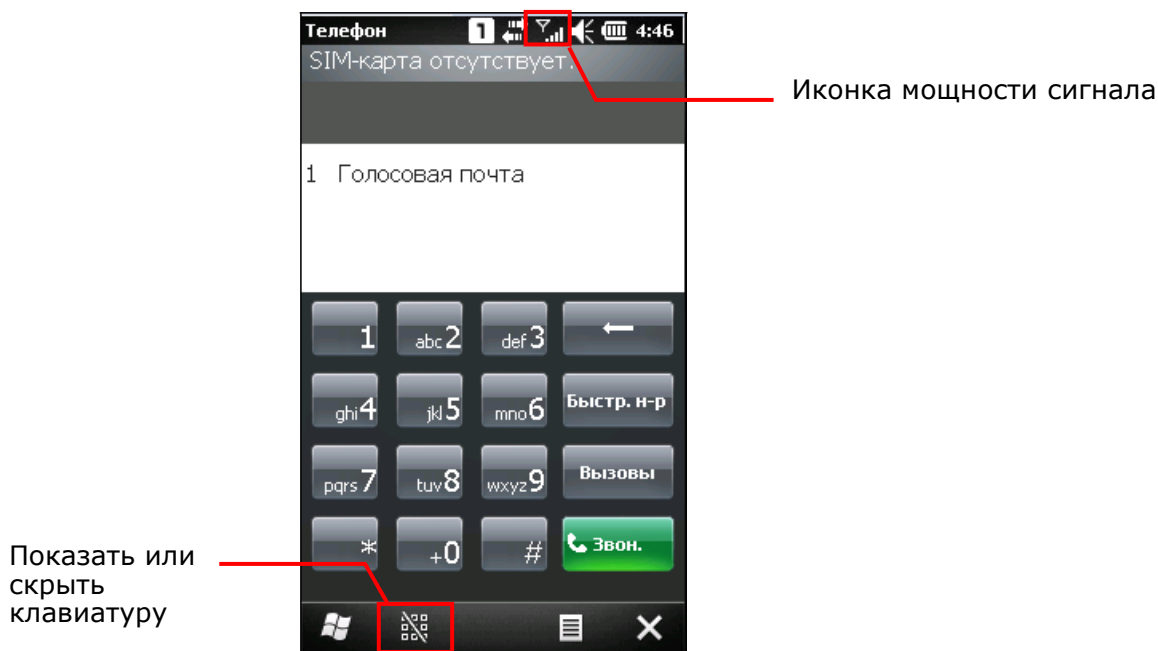 Телефон 1 4:46
SIM-карта отсутствует.
Иконка мощности сигнала
1 Голосовая почта
1 abc2 def3
ghi4 jkl5 mno6 Быстр. н-р
pqrs7 tuv8 wxyz9 Вызовы
* +0 # Звон.
Показать или
скрыть
клавиатуру